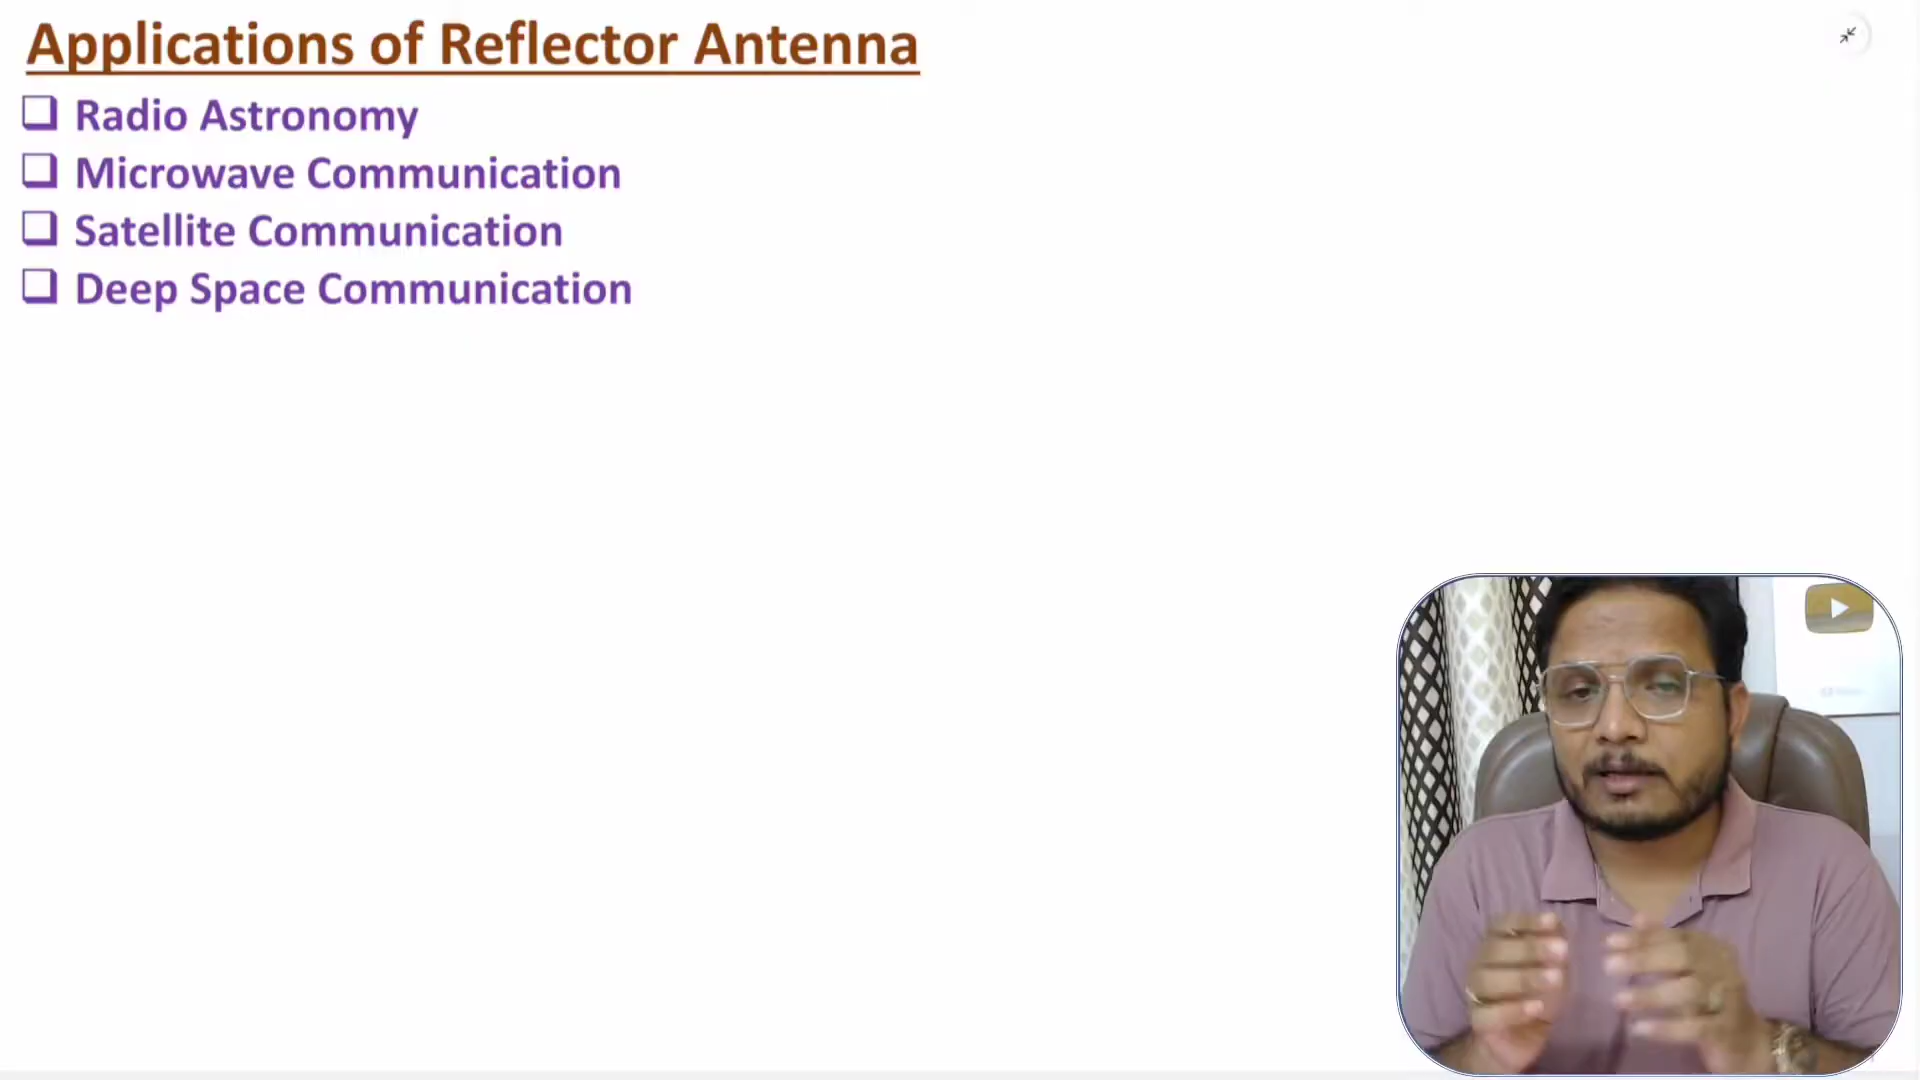 Applications of Reflector Antenna
Radio Astronomy
Microwave Communication
Satellite Communication
Deep Space Communication